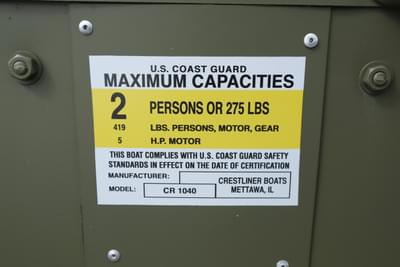 U.S. COAST GUARD
MAXIMUM CAPACITIES
2 PERSONS OR 275 LBS
419 LBS. PERSONS, MOTOR, GEAR
5 H.P. MOTOR
THIS BOAT COMPLIES WITH U.S. COAST GUARD SAFETY
STANDARDS IN EFFECT ON THE DATE OF CERTIFICATION
MANUFACTURER: CRESTLINER BOATS
MODEL: CR 1040 METTAWA, IL